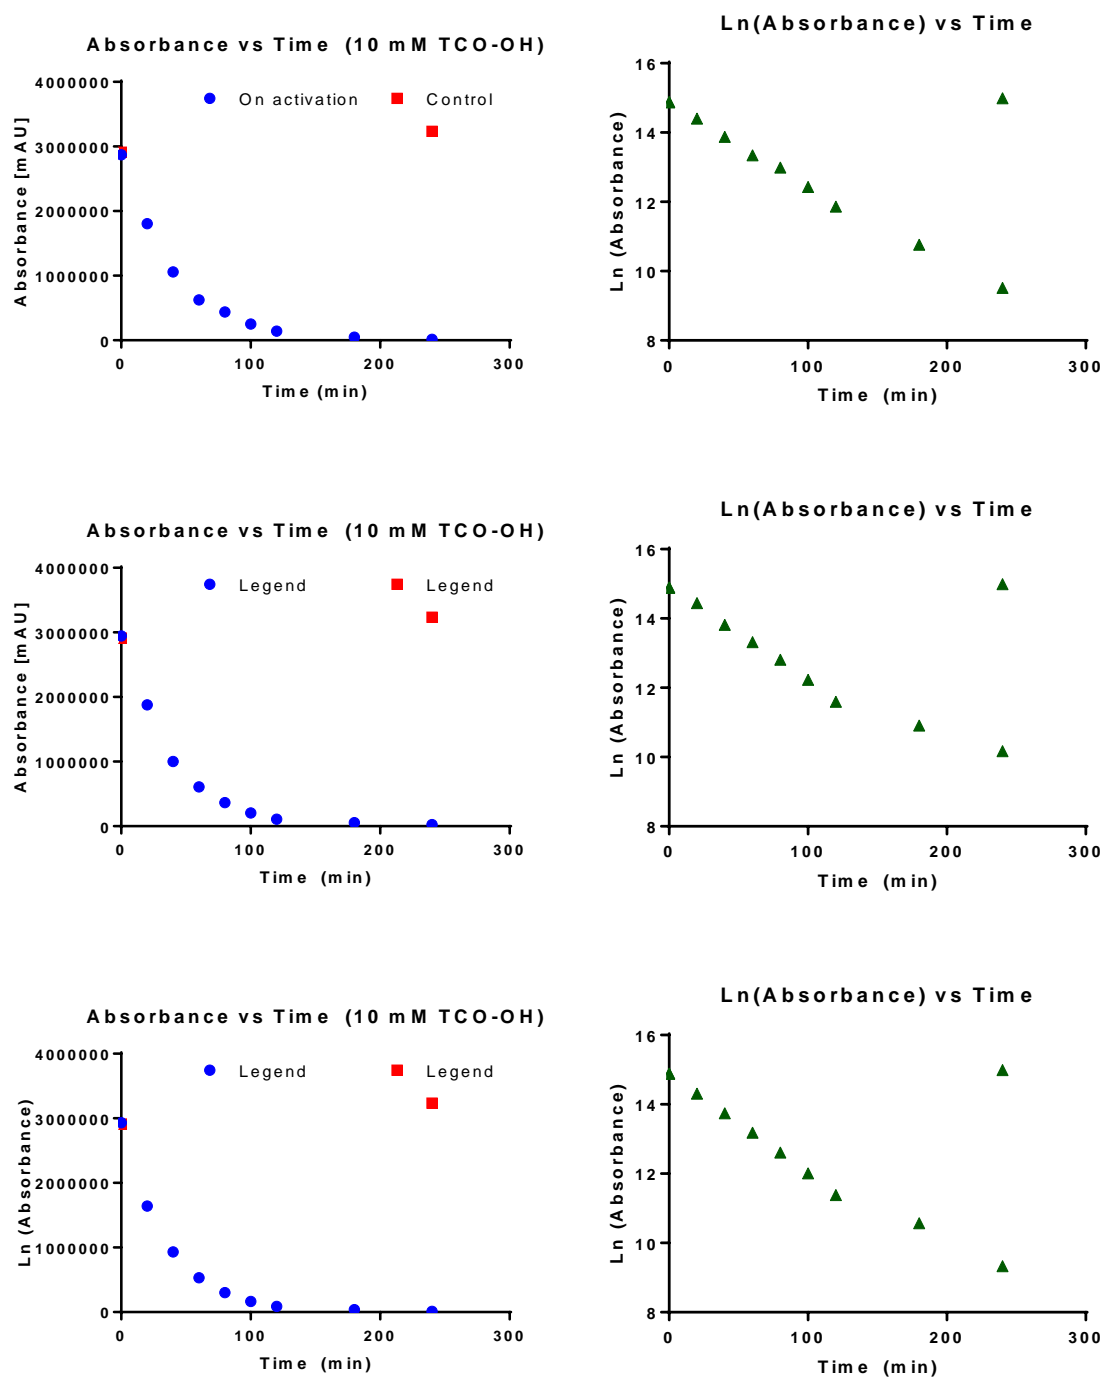 Absorbance vs Time (10 mM TCO-OH)
On activation Control
Absorbance [mAU]
4000000
3000000
2000000
1000000
0
0 100 200 300
Time (min)
Ln(Absorbance) vs Time
Ln (Absorbance)
16
14
12
10
8
0 100 200 300
Time (min)
Absorbance vs Time (10 mM TCO-OH)
Legend Legend
Absorbance [mAU]
4000000
3000000
2000000
1000000
0
0 100 200 300
Time (min)
Ln(Absorbance) vs Time
Ln (Absorbance)
16
14
12
10
8
0 100 200 300
Time (min)
Absorbance vs Time (10 mM TCO-OH)
Legend Legend
Ln (Absorbance)
4000000
3000000
2000000
1000000
0
0 100 200 300
Time (min)
Ln(Absorbance) vs Time
Ln (Absorbance)
16
14
12
10
8
0 100 200 300
Time (min)